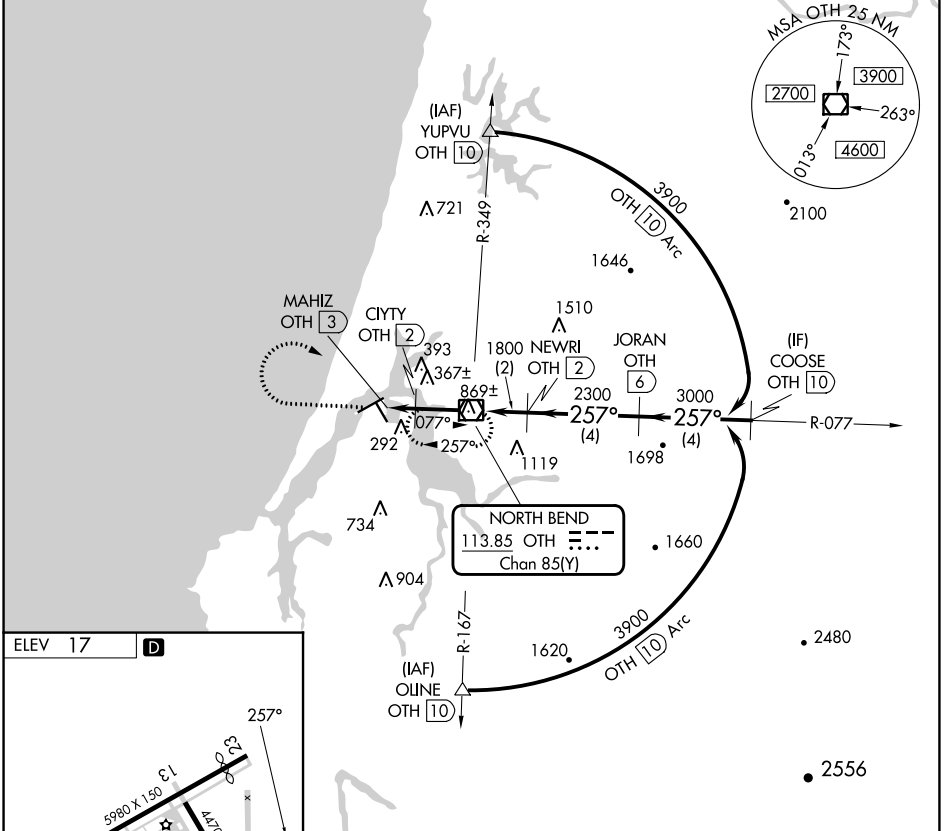 MSA OTH 25 NM
173°
3900
2700
263°
013°
4600
(IAF)
YUPVU
OTH 10
3900
OTH 10 Arc
721
R-349
2100
1646
MAHIZ
OTH 3
CIYTY
OTH 2
393
367±
1510
1800
(2)
NEWRI
OTH 2
JORAN
OTH
6
(IF)
COOSE
OTH 10
869±
2300
257°
(4)
3000
257°
(4)
R-077
077°
257°
292
1119
1698
734
NORTH BEND
113.85 OTH
Chan 85(Y)
1660
904
R-167
3900
OTH 10 Arc
1620
2480
(IAF)
OLINE
OTH 10
2556
ELEV 17 D
257°
23
13
5980 X 150